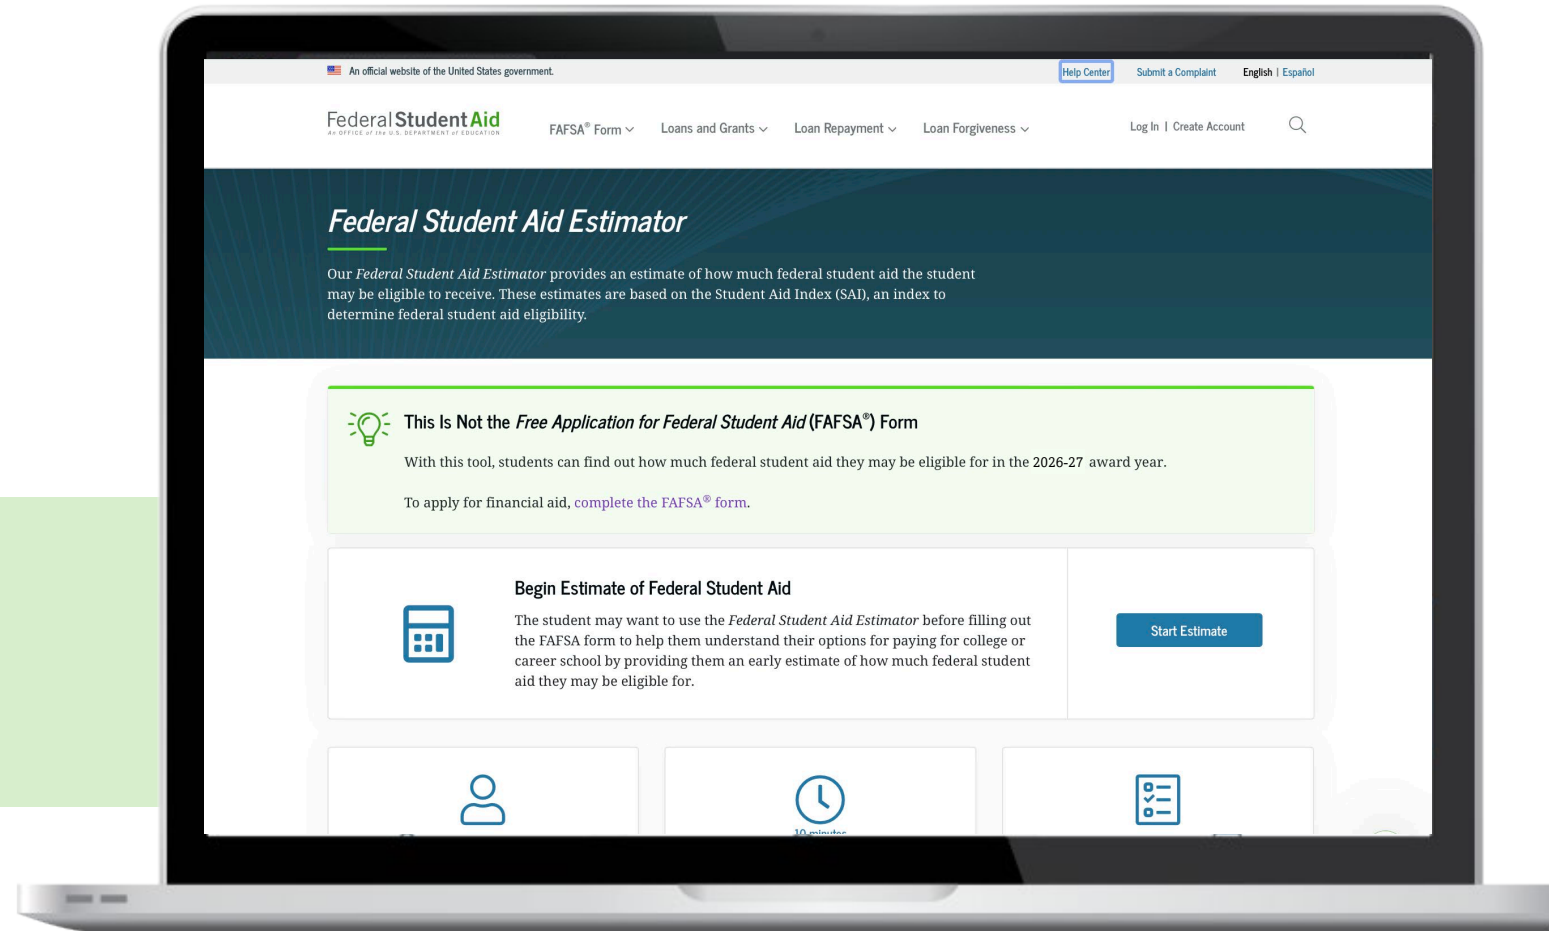 An official website of the United States government.
Help Center
Submit a Complaint
English | Español
Federal Student Aid
An OFFICE of the U.S. DEPARTMENT of EDUCATION
FAFSA® Form
Loans and Grants
Loan Repayment
Loan Forgiveness
Log In | Create Account
Federal Student Aid Estimator
Our Federal Student Aid Estimator provides an estimate of how much federal student aid the student
may be eligible to receive. These estimates are based on the Student Aid Index (SAI), an index to
determine federal student aid eligibility.
This Is Not the Free Application for Federal Student Aid (FAFSA®) Form
With this tool, students can find out how much federal student aid they may be eligible for in the 2026-27 award year.
To apply for financial aid, complete the FAFSA® form.
Begin Estimate of Federal Student Aid
The student may want to use the Federal Student Aid Estimator before filling out
the FAFSA form to help them understand their options for paying for college or
career school by providing them an early estimate of how much federal student
aid they may be eligible for.
Start Estimate
10 minutes